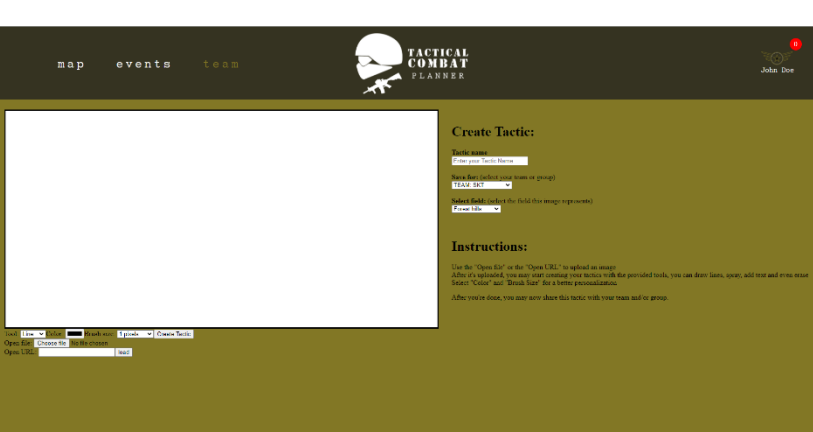 map events team
TACTICAL
COMBAT
PLANNER
0
John Doe
Create Tactic:
Tactic name
Enter your Tactic Name
Save for: (select your team or group)
TEAM: SKT
Select field: (select the field this image represents)
Forest hills
Instructions:
Use the "Open file" or the "Open URL" to upload an image
After it's uploaded, you may start creating your tactics with the provided tools, you can draw lines, spray, add text and even erase
Select "Color" and "Brush Size" for a better personalization
After you're done, you may now share this tactic with your team and or group.
Tool: Line Color: Brush size: 1 pixels Create Tactic
Open file: Choose file No file chosen
Open URL: load